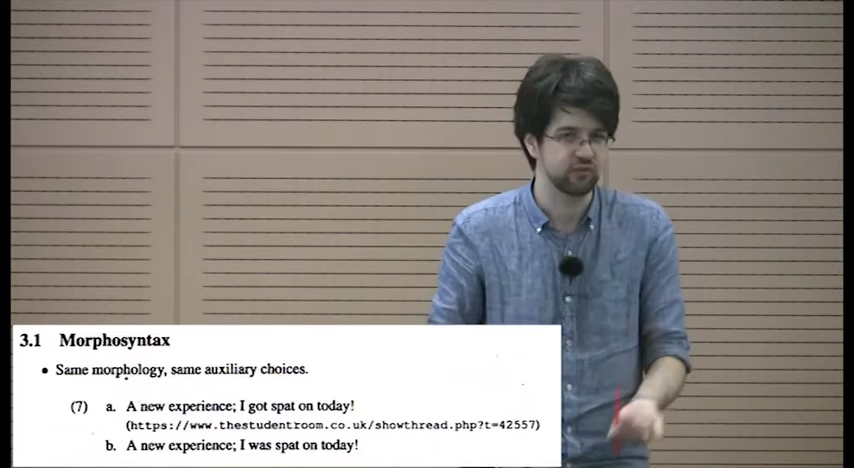 3.1 Morphosyntax
• Same morphology, same auxiliary choices.
(7) a. A new experience; I got spat on today!
(https://www.thestudentroom.co.uk/showthread.php?t=42557)
b. A new experience; I was spat on today!